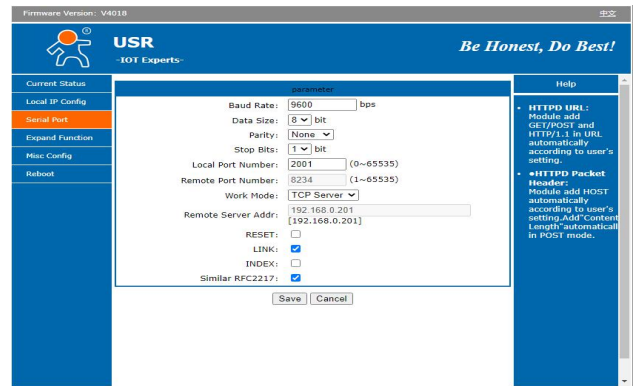 Firmware Version: V4018
中文
USR
-IOT Experts-
Be Honest, Do Best!
Current Status
Local IP Config
Serial Port
Expand Function
Misc Config
Reboot
parameter
Baud Rate: 9600 bps
Data Size: 8 bit
Parity: None
Stop Bits: 1 bit
Local Port Number: 2001 (0~65535)
Remote Port Number: 8234 (1~65535)
Work Mode: TCP Server
Remote Server Addr: 192.168.0.201
[192.168.0.201]
RESET:
LINK:
INDEX:
Similar RFC2217:
Save Cancel
Help
• HTTPD URL:
Module add
GET/POST and
HTTP/1.1 in URL
automatically
according to user's
setting.
• •HTTPD Packet
Header:
Module add HOST
automatically
according to user's
setting.Add"Content
Length"automaticall
in POST mode.